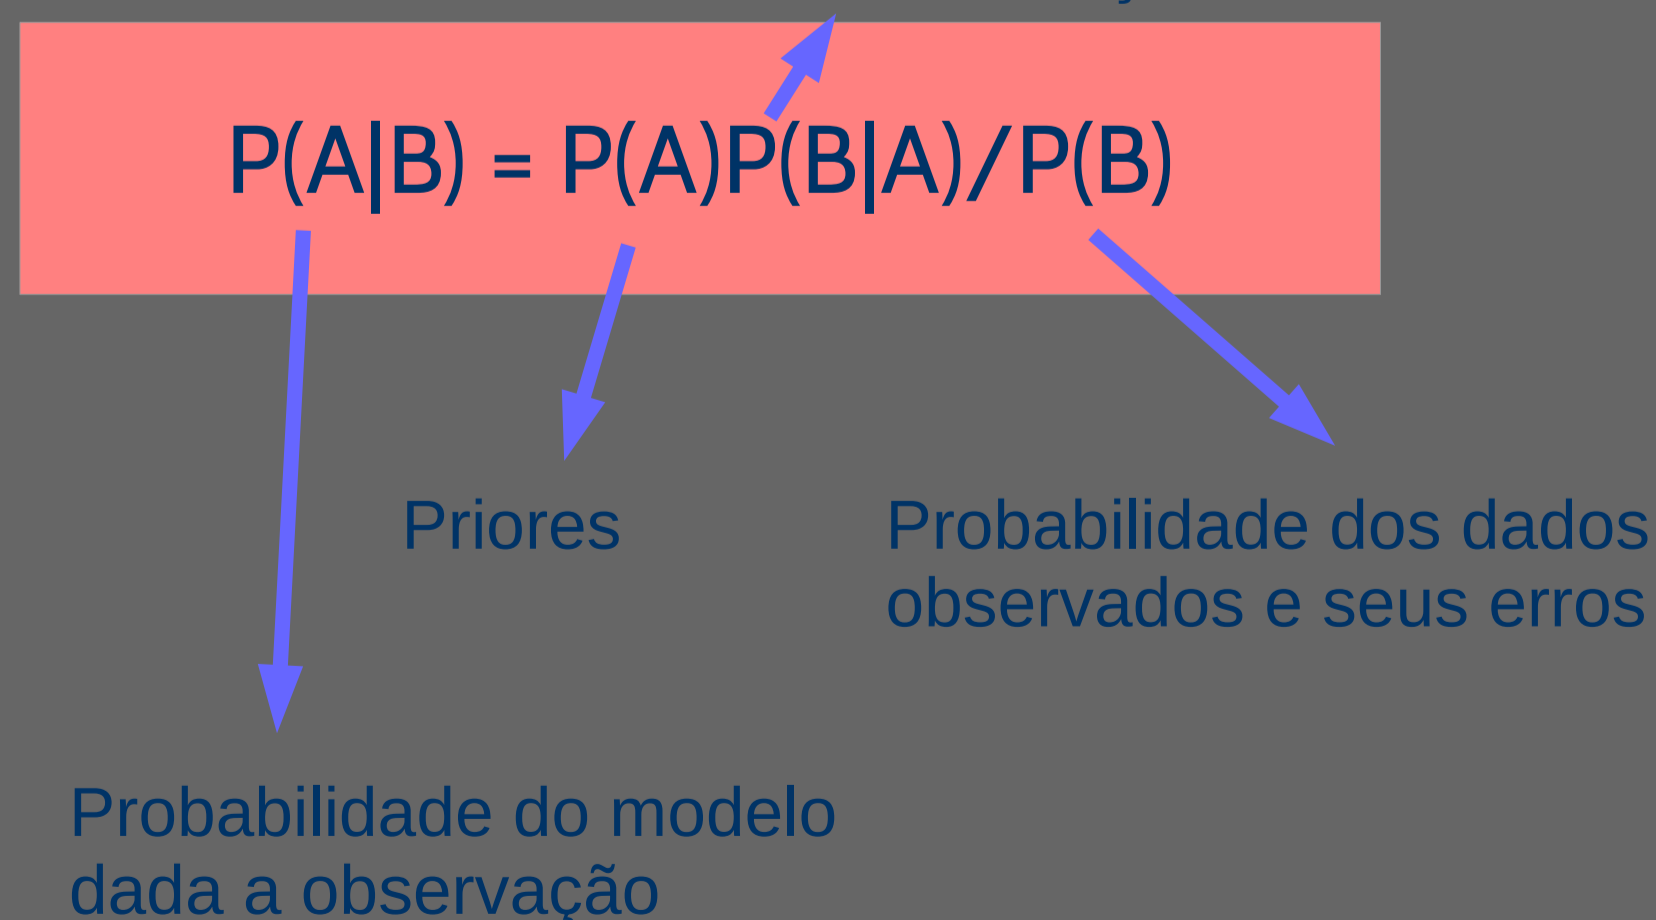 P(A|B) = P(A)P(B|A)/P(B)
Priores
Probabilidade dos dados
observados e seus erros
Probabilidade do modelo
dada a observação